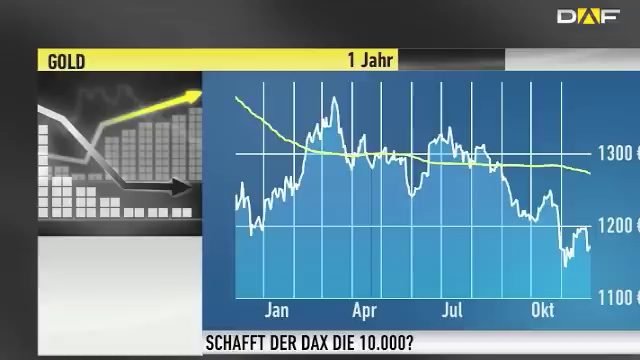 DAF
GOLD 1 Jahr
1300 €
1200 €
1100 €
Jan Apr Jul Okt
SCHAFFT DER DAX DIE 10.000?